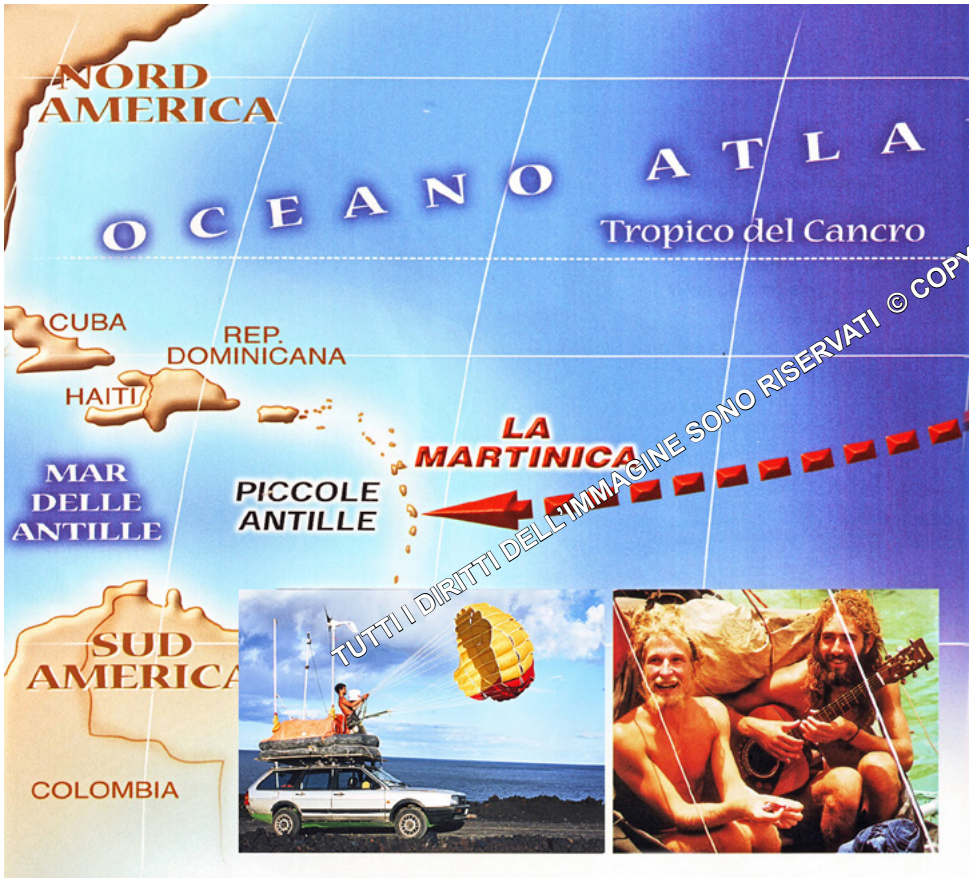 NORD
AMERICA
OCEANO ATLA
Tropico del Cancro
CUBA
REP.
DOMINICANA
HAITI
LA
MARTINICA
MAR
DELLE
ANTILLE
PICCOLE
ANTILLE
SUD
AMERICA
COLOMBIA
TUTTI I DIRITTI DELL'IMMAGINE SONO RISERVATI © COPY